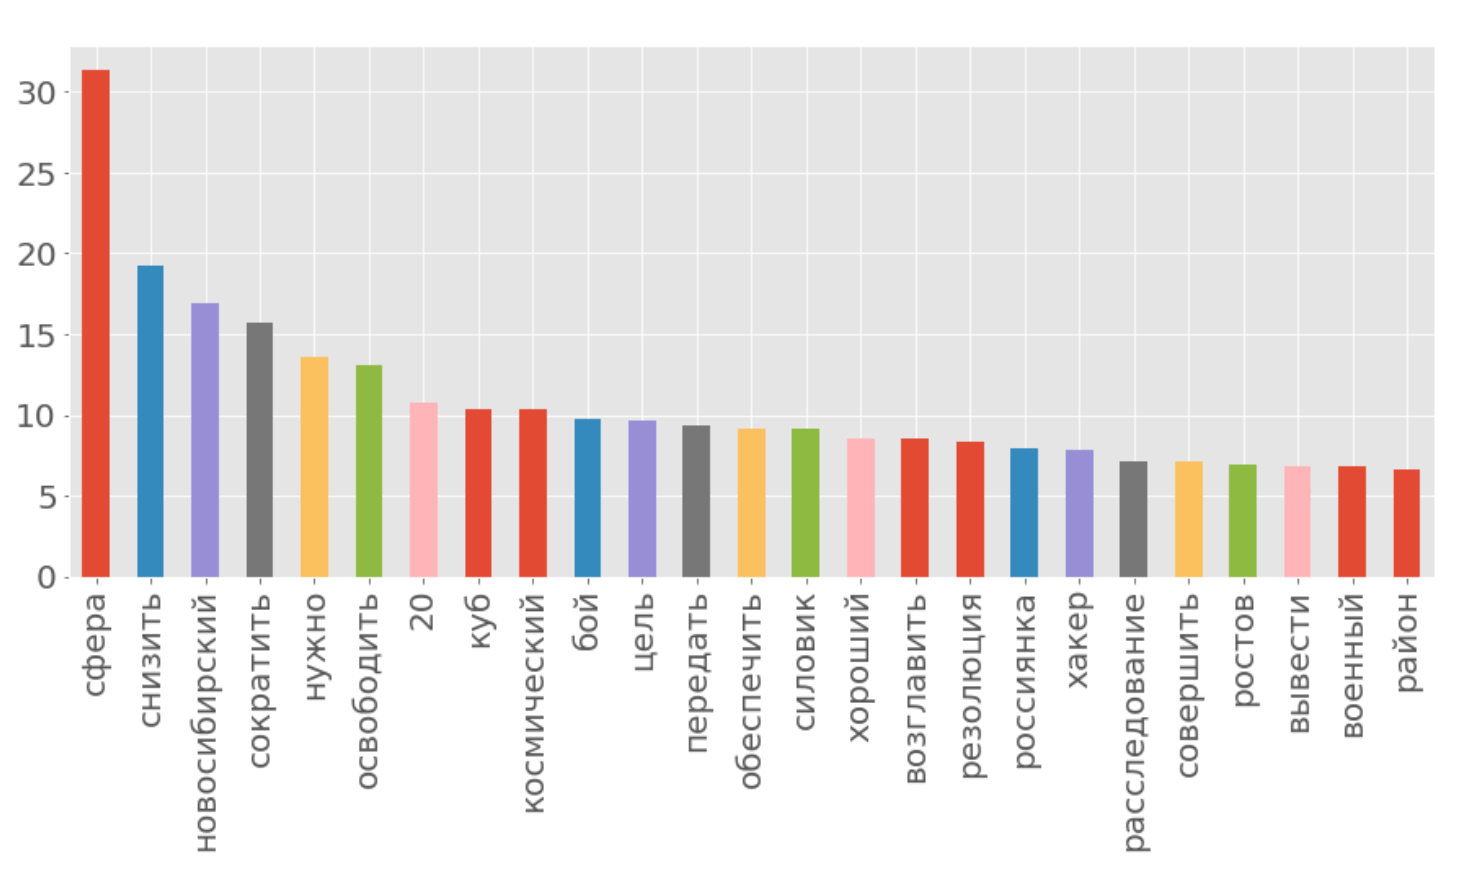 30
25
20
15
10
5
0
сфера
снизить
новосибирский
сократить
нужно
освободить
20
куб
космический
бой
цель
передать
обеспечить
силовик
хороший
возглавить
резолюция
россиянка
хакер
расследование
совершить
ростов
вывести
военный
район